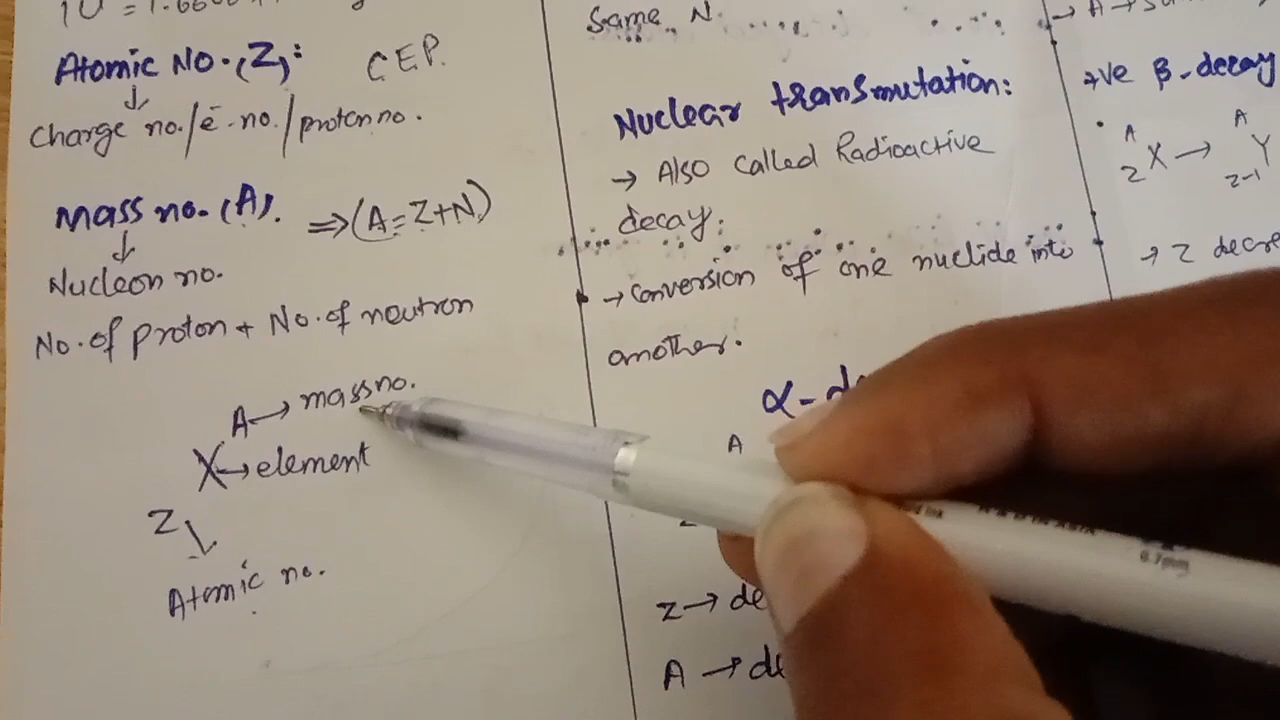 Atomic No. (Z): CEP.
Charge no./e-no./proton no.
Mass no. (A). ⇒ (A=Z+N)
Nucleon no.
No. of proton + No. of neutron
A → mass no.
X → element
Z
Atomic no.
Same N
Nuclear transmutation:
→ Also called Radioactive
decay.
→ Conversion of one nuclide into
another.
α-
A
Z →
A →
+ve β-decay
A A
X → Y
Z Z-1
→ Z
0.7mm